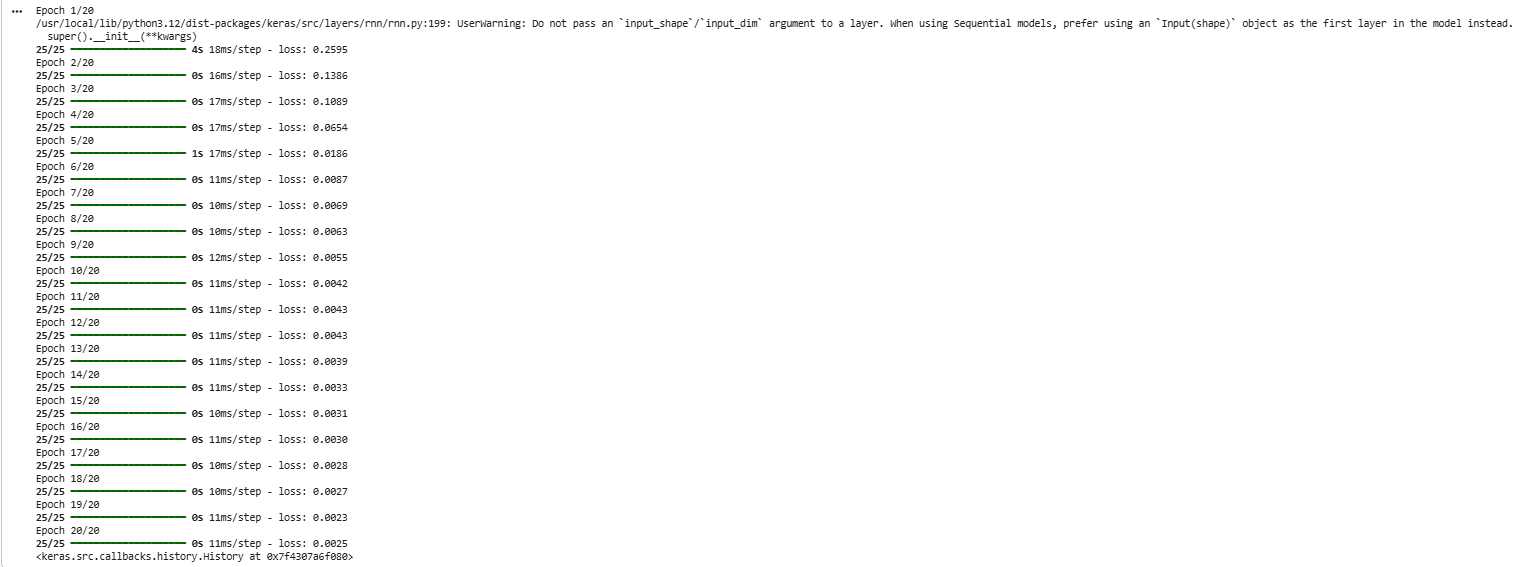 Epoch 1/20
/usr/local/lib/python3.12/dist-packages/keras/src/layers/rnn/rnn.py:199: UserWarning: Do not pass an `input_shape`/`input_dim` argument to a layer. When using Sequential models, prefer using an `Input(shape)` object as the first layer in the model instead.
  super().__init__(**kwargs)
25/25 ━━━━━━━━━━━━━━━━━━━━ 4s 18ms/step - loss: 0.2595
Epoch 2/20
25/25 ━━━━━━━━━━━━━━━━━━━━ 0s 16ms/step - loss: 0.1386
Epoch 3/20
25/25 ━━━━━━━━━━━━━━━━━━━━ 0s 17ms/step - loss: 0.1089
Epoch 4/20
25/25 ━━━━━━━━━━━━━━━━━━━━ 0s 17ms/step - loss: 0.0654
Epoch 5/20
25/25 ━━━━━━━━━━━━━━━━━━━━ 1s 17ms/step - loss: 0.0186
Epoch 6/20
25/25 ━━━━━━━━━━━━━━━━━━━━ 0s 11ms/step - loss: 0.0087
Epoch 7/20
25/25 ━━━━━━━━━━━━━━━━━━━━ 0s 10ms/step - loss: 0.0069
Epoch 8/20
25/25 ━━━━━━━━━━━━━━━━━━━━ 0s 10ms/step - loss: 0.0063
Epoch 9/20
25/25 ━━━━━━━━━━━━━━━━━━━━ 0s 12ms/step - loss: 0.0055
Epoch 10/20
25/25 ━━━━━━━━━━━━━━━━━━━━ 0s 11ms/step - loss: 0.0042
Epoch 11/20
25/25 ━━━━━━━━━━━━━━━━━━━━ 0s 11ms/step - loss: 0.0043
Epoch 12/20
25/25 ━━━━━━━━━━━━━━━━━━━━ 0s 11ms/step - loss: 0.0043
Epoch 13/20
25/25 ━━━━━━━━━━━━━━━━━━━━ 0s 11ms/step - loss: 0.0039
Epoch 14/20
25/25 ━━━━━━━━━━━━━━━━━━━━ 0s 11ms/step - loss: 0.0033
Epoch 15/20
25/25 ━━━━━━━━━━━━━━━━━━━━ 0s 10ms/step - loss: 0.0031
Epoch 16/20
25/25 ━━━━━━━━━━━━━━━━━━━━ 0s 11ms/step - loss: 0.0030
Epoch 17/20
25/25 ━━━━━━━━━━━━━━━━━━━━ 0s 10ms/step - loss: 0.0028
Epoch 18/20
25/25 ━━━━━━━━━━━━━━━━━━━━ 0s 10ms/step - loss: 0.0027
Epoch 19/20
25/25 ━━━━━━━━━━━━━━━━━━━━ 0s 11ms/step - loss: 0.0023
Epoch 20/20
25/25 ━━━━━━━━━━━━━━━━━━━━ 0s 11ms/step - loss: 0.0025
<keras.src.callbacks.history.History at 0x7f4307a6f080>